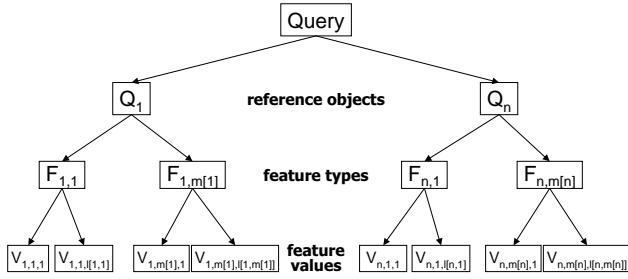 Query
Q1 reference objects Qn
F1,1 F1,m[1] feature types Fn,1 Fn,m[n]
V1,1,1 V1,1,l[1,1] V1,m[1],1 V1,m[1],l[1,m[1]] feature values Vn,1,1 Vn,1,l[n,1] Vn,m[n],1 Vn,m[n],l[n,m[n]]